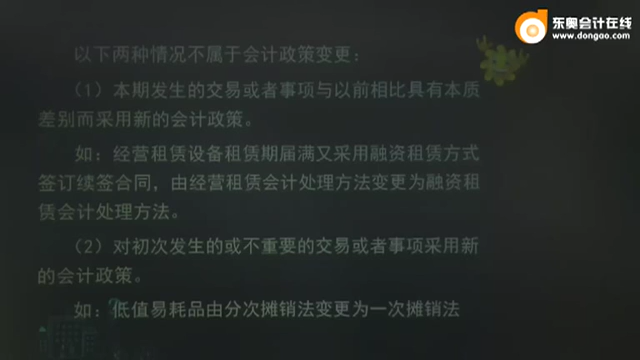 东奥会计在线
www.dongao.com
以下两种情况不属于会计政策变更：
（1）本期发生的交易或者事项与以前相比具有本质
差别而采用新的会计政策。
如：经营租赁设备租赁期届满又采用融资租赁方式
签订续签合同，由经营租赁会计处理方法变更为融资租
赁会计处理方法。
（2）对初次发生的或不重要的交易或者事项采用新
的会计政策。
如：低值易耗品由分次摊销法变更为一次摊销法